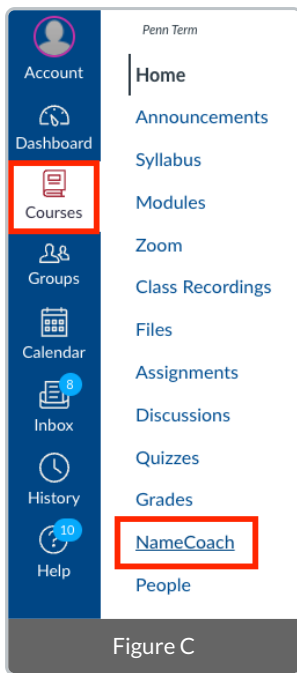 Account
Dashboard
Courses
Groups
Calendar
8
Inbox
History
10
Help
Penn Term
Home
Announcements
Syllabus
Modules
Zoom
Class Recordings
Files
Assignments
Discussions
Quizzes
Grades
NameCoach
People
Figure C